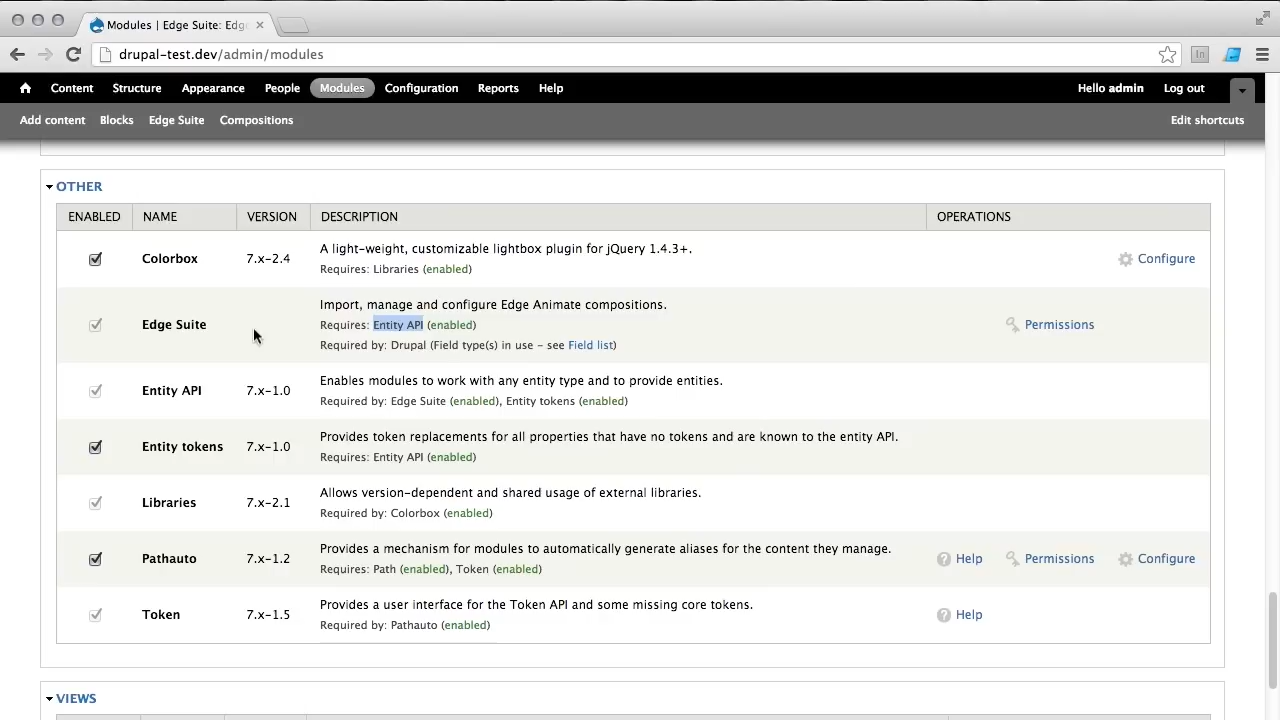 Modules | Edge Suite: Edg
drupal-test.dev/admin/modules
Content Structure Appearance People Modules Configuration Reports Help Hello admin Log out
Add content Blocks Edge Suite Compositions Edit shortcuts
OTHER
ENABLED NAME VERSION DESCRIPTION OPERATIONS
A light-weight, customizable lightbox plugin for jQuery 1.4.3+.
Colorbox 7.x-2.4 Configure
Requires: Libraries (enabled)
Import, manage and configure Edge Animate compositions.
Edge Suite Requires: Entity API (enabled) Permissions
Required by: Drupal (Field type(s) in use - see Field list)
Enables modules to work with any entity type and to provide entities.
Entity API 7.x-1.0
Required by: Edge Suite (enabled), Entity tokens (enabled)
Provides token replacements for all properties that have no tokens and are known to the entity API.
Entity tokens 7.x-1.0
Requires: Entity API (enabled)
Allows version-dependent and shared usage of external libraries.
Libraries 7.x-2.1
Required by: Colorbox (enabled)
Provides a mechanism for modules to automatically generate aliases for the content they manage.
Pathauto 7.x-1.2 Help Permissions Configure
Requires: Path (enabled), Token (enabled)
Provides a user interface for the Token API and some missing core tokens.
Token 7.x-1.5 Help
Required by: Pathauto (enabled)
VIEWS